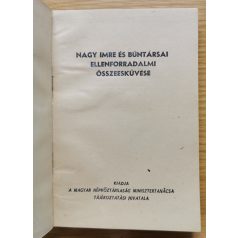 NAGY IMRE ÉS BŰNTÁRSAI
ELLENFORRADALMI
ÖSSZEESKÜVÉSE
KIADJA
A MAGYAR NÉPKÖZTÁRSASÁG MINISZTERTANÁCSA
TÁJÉKOZTATÁSI HIVATALA